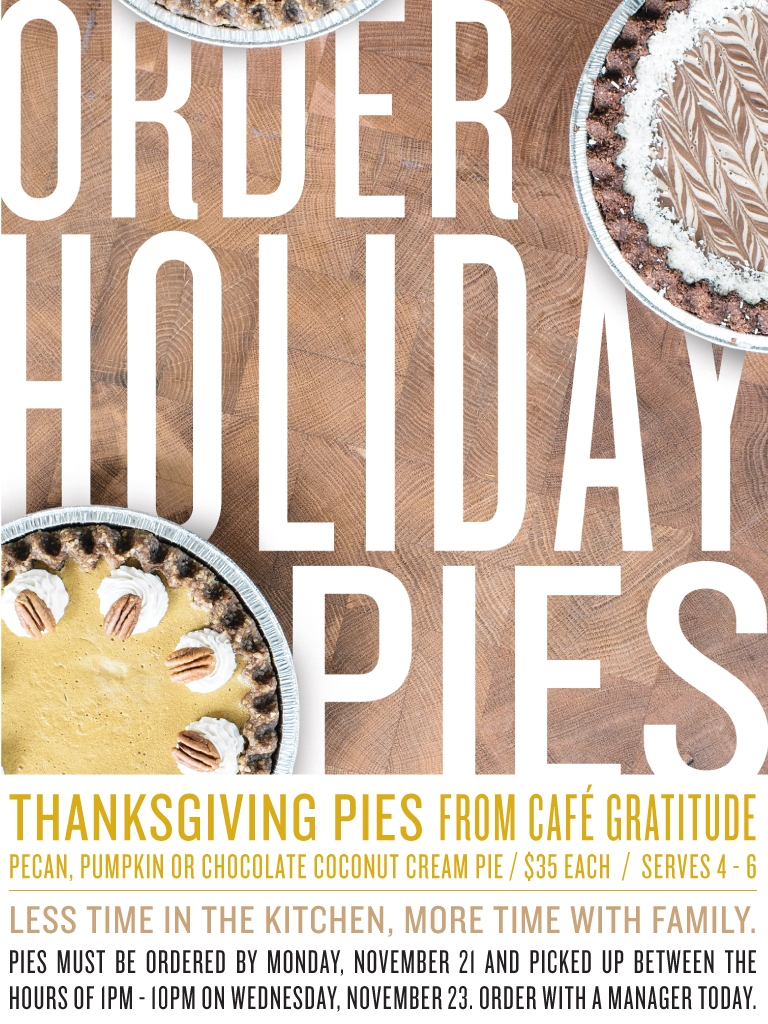 ORDER
HOLIDAY
PIES
THANKSGIVING PIES FROM CAFÉ GRATITUDE
PECAN, PUMPKIN OR CHOCOLATE COCONUT CREAM PIE / $35 EACH / SERVES 4 - 6
LESS TIME IN THE KITCHEN, MORE TIME WITH FAMILY.
PIES MUST BE ORDERED BY MONDAY, NOVEMBER 21 AND PICKED UP BETWEEN THE
HOURS OF 1PM - 10PM ON WEDNESDAY, NOVEMBER 23. ORDER WITH A MANAGER TODAY.